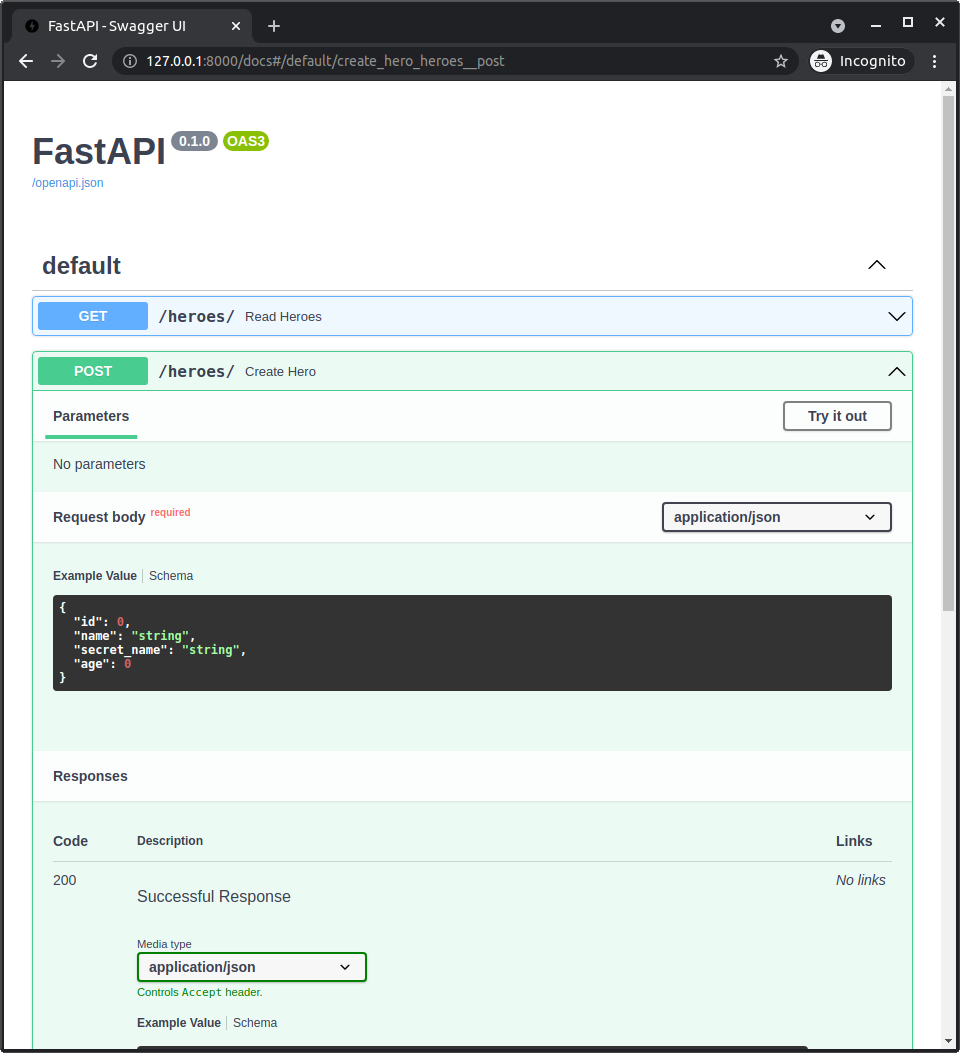 FastAPI - Swagger UI
127.0.0.1:8000/docs#/default/create_hero_heroes__post
Incognito
FastAPI 0.1.0 OAS3
/openapi.json
default
GET /heroes/ Read Heroes
POST /heroes/ Create Hero
Parameters
Try it out
No parameters
Request body required
application/json
Example Value Schema
{
"id": 0,
"name": "string",
"secret_name": "string",
"age": 0
}
Responses
Code Description Links
200 No links
Successful Response
Media type
application/json
Controls Accept header.
Example Value Schema